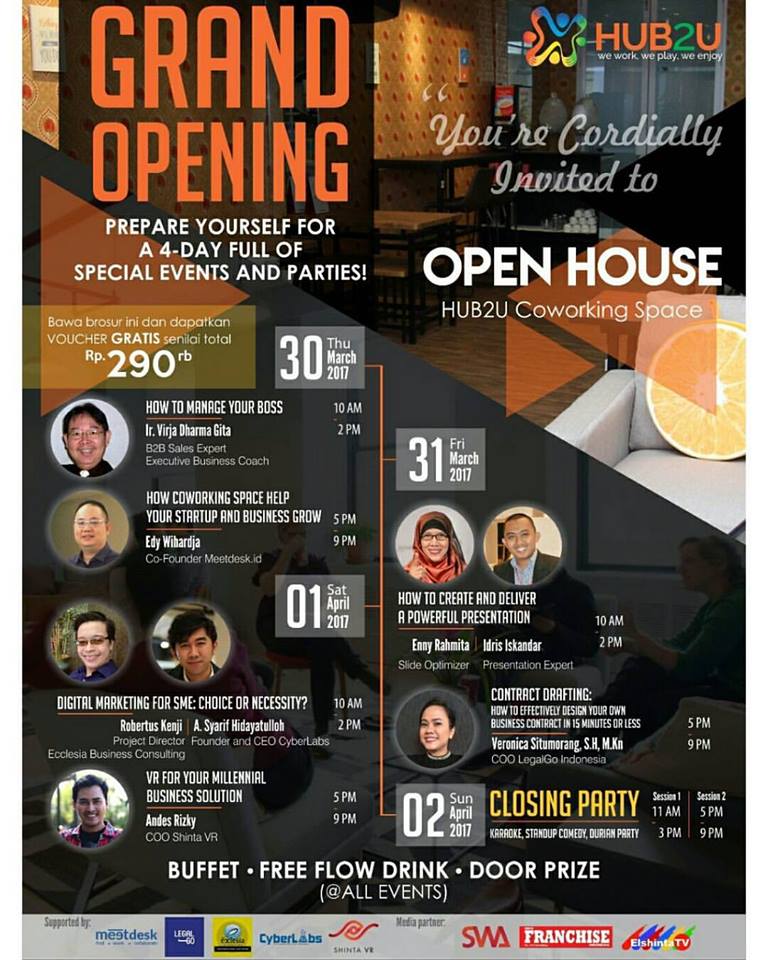 GRAND
OPENING
PREPARE YOURSELF FOR
A 4-DAY FULL OF
SPECIAL EVENTS AND PARTIES!
HUB2U
we work, we play, we enjoy
“You're Cordially
Invited to
OPEN HOUSE
HUB2U Coworking Space
Bawa brosur ini dan dapatkan
VOUCHER GRATIS senilai total
Rp.290rb
30 Thu March 2017
HOW TO MANAGE YOUR BOSS
Ir. Virja Dharma Gita
B2B Sales Expert
Executive Business Coach
10 AM
2 PM
HOW COWORKING SPACE HELP
YOUR STARTUP AND BUSINESS GROW
Edy Wihardja
Co-Founder Meetdesk.id
5 PM
9 PM
31 Fri March 2017
HOW TO CREATE AND DELIVER
A POWERFUL PRESENTATION
Enny Rahmita | Idris Iskandar
Slide Optimizer Presentation Expert
10 AM
2 PM
CONTRACT DRAFTING:
HOW TO EFFECTIVELY DESIGN YOUR OWN
BUSINESS CONTRACT IN 15 MINUTES OR LESS
Veronica Situmorang, S.H, M.Kn
COO LegalGo Indonesia
5 PM
9 PM
01 Sat April 2017
DIGITAL MARKETING FOR SME: CHOICE OR NECESSITY?
Robertus Kenji | A. Syarif Hidayatulloh
Project Director Founder and CEO CyberLabs
Ecclesia Business Consulting
10 AM
2 PM
VR FOR YOUR MILLENNIAL
BUSINESS SOLUTION
Andes Rizky
COO Shinta VR
5 PM
9 PM
02 Sun April 2017
CLOSING PARTY
KARAOKE, STANDUP COMEDY, DURIAN PARTY
Session 1
11 AM
3 PM
Session 2
5 PM
9 PM
BUFFET • FREE FLOW DRINK • DOOR PRIZE
(@ALL EVENTS)
Supported by:
meetdesk
LEGAL GO
CYBERLABS
SHINTA VR
Media partner:
SWA
FRANCHISE
Elshinta TV